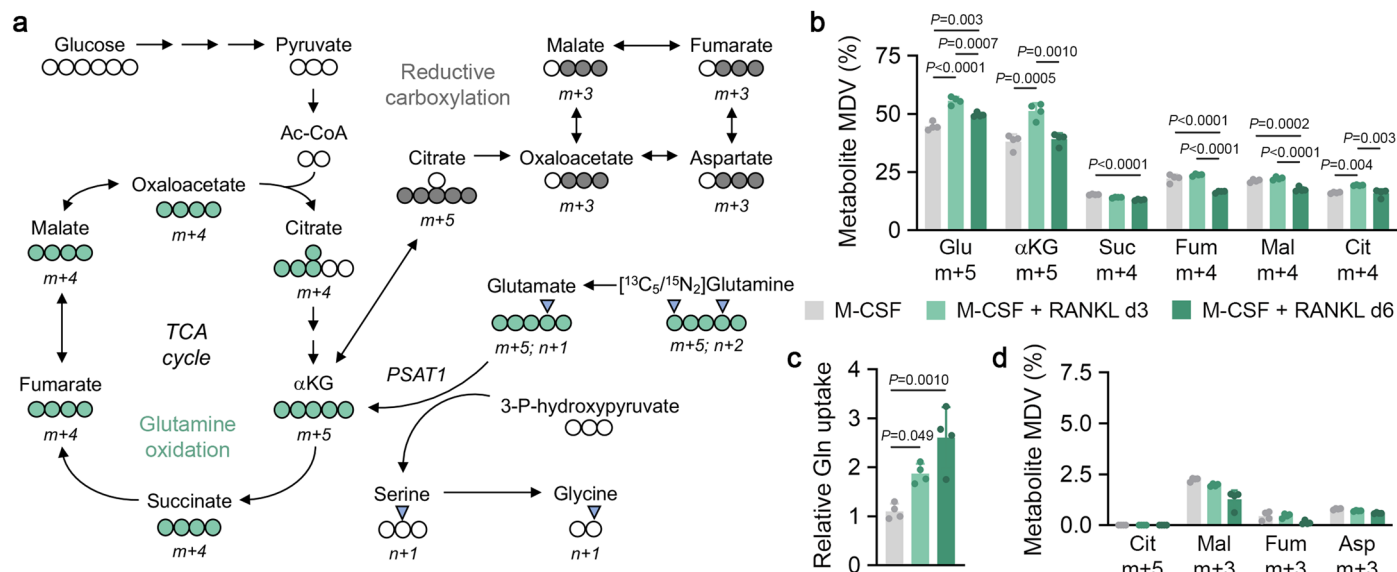 a
Glucose
Pyruvate
Ac-CoA
Oxaloacetate
m+4
Malate
m+4
Citrate
m+4
TCA
cycle
Fumarate
m+4
αKG
m+5
Glutamine
oxidation
Succinate
m+4
Reductive
carboxylation
Citrate
m+5
Malate
m+3
Fumarate
m+3
Oxaloacetate
m+3
Aspartate
m+3
Glutamate
m+5; n+1
[¹³C₅/¹⁵N₂]Glutamine
m+5; n+2
PSAT1
3-P-hydroxypyruvate
Serine
n+1
Glycine
n+1
b
Metabolite MDV (%)
75
50
25
0
P=0.003
P=0.0007
P<0.0001
P=0.0010
P=0.0005
P<0.0001
P<0.0001
P<0.0001
P=0.0002
P<0.0001
P=0.003
P=0.004
Glu αKG Suc Fum Mal Cit
m+5 m+5 m+4 m+4 m+4 m+4
M-CSF M-CSF + RANKL d3 M-CSF + RANKL d6
c
Relative Gln uptake
4
3
2
1
0
P=0.0010
P=0.049
d
Metabolite MDV (%)
7.5
5.0
2.5
0.0
Cit Mal Fum Asp
m+5 m+3 m+3 m+3